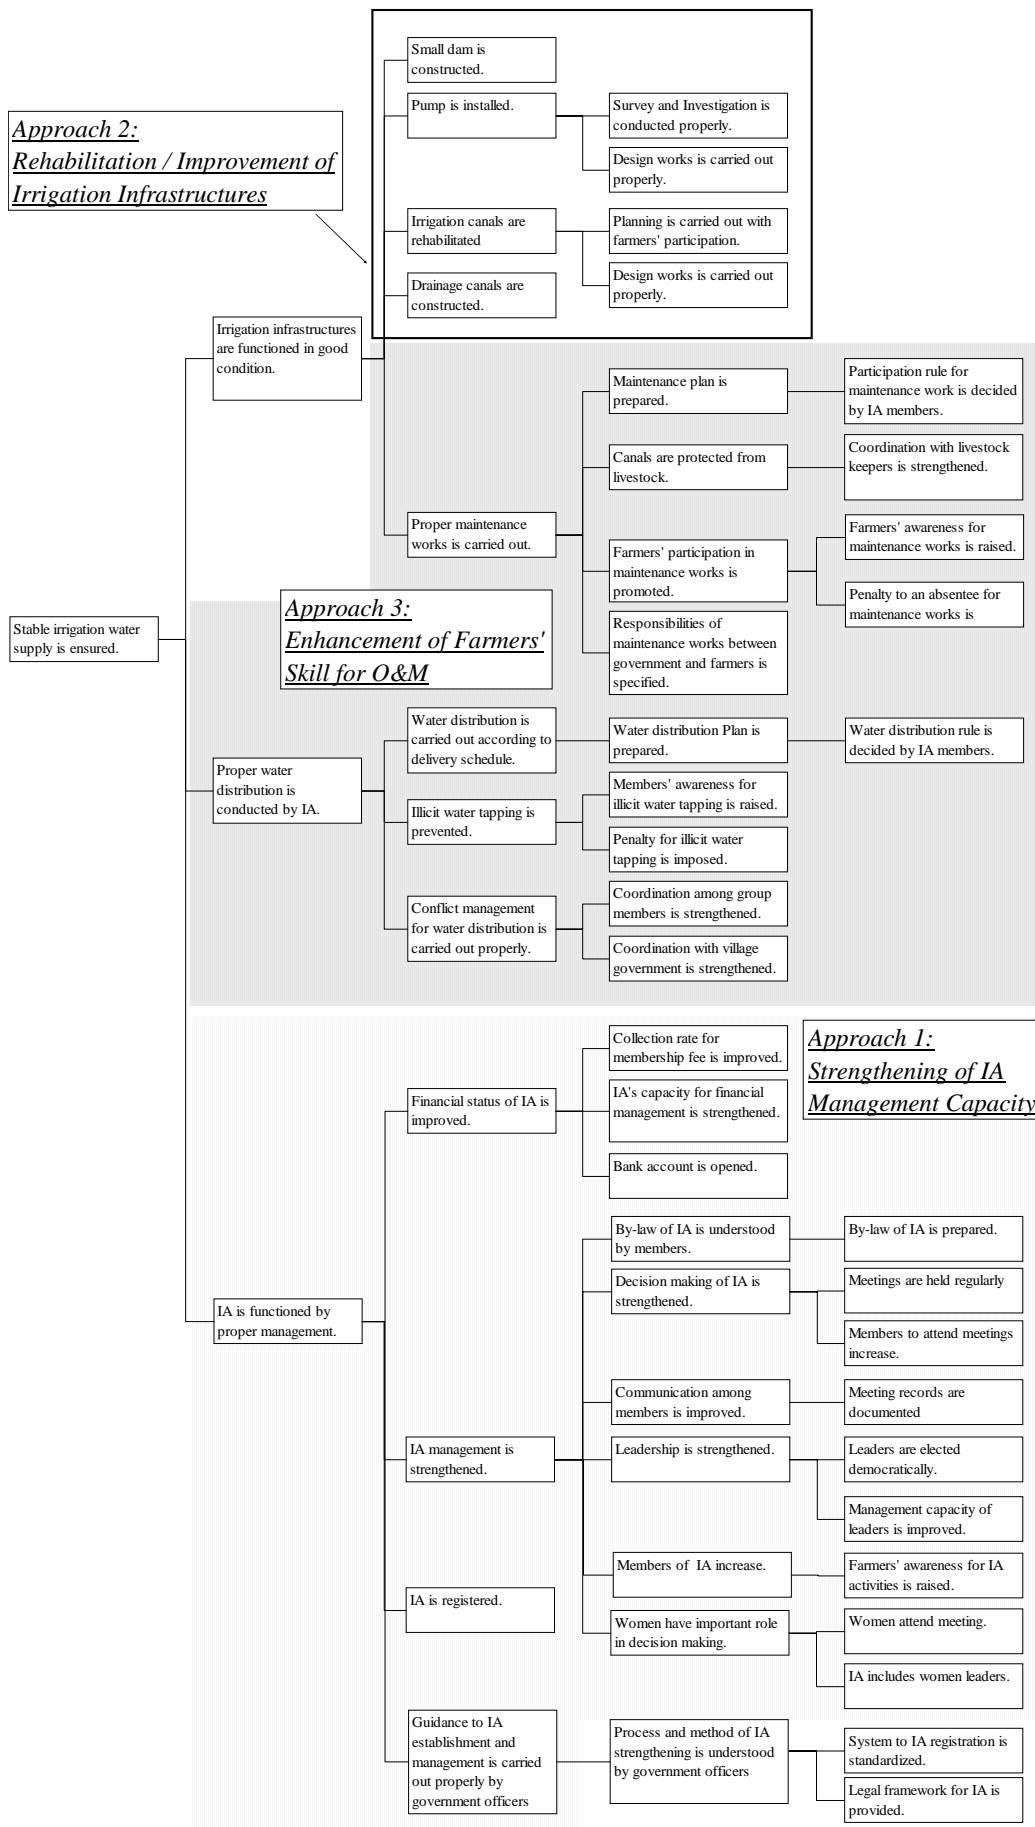 Small dam is
constructed.
Pump is installed.
Survey and Investigation is
conducted properly.
Approach 2:
Rehabilitation / Improvement of
Irrigation Infrastructures
Design works is carried out
properly.
Irrigation canals are
rehabilitated
Planning is carried out with
farmers' participation.
Drainage canals are
constructed.
Design works is carried out
properly.
Irrigation infrastructures
are functioned in good
condition.
Maintenance plan is
prepared.
Participation rule for
maintenance work is decided
by IA members.
Canals are protected from
livestock.
Coordination with livestock
keepers is strengthened.
Proper maintenance
works is carried out.
Farmers' awareness for
maintenance works is raised.
Farmers' participation in
maintenance works is
promoted.
Penalty to an absentee for
maintenance works is
Approach 3:
Enhancement of Farmers'
Skill for O&M
Stable irrigation water
supply is ensured.
Responsibilities of
maintenance works between
government and farmers is
specified.
Water distribution is
carried out according to
delivery schedule.
Water distribution Plan is
prepared.
Water distribution rule is
decided by IA members.
Proper water
distribution is
conducted by IA.
Members' awareness for
illicit water tapping is raised.
Illicit water tapping is
prevented.
Penalty for illicit water
tapping is imposed.
Conflict management
for water distribution is
carried out properly.
Coordination among group
members is strengthened.
Coordination with village
government is strengthened.
Collection rate for
membership fee is improved.
Approach 1:
Strengthening of IA
Management Capacity
Financial status of IA is
improved.
IA's capacity for financial
management is strengthened.
Bank account is opened.
By-law of IA is understood
by members.
By-law of IA is prepared.
Decision making of IA is
strengthened.
Meetings are held regularly
IA is functioned by
proper management.
Members to attend meetings
increase.
Communication among
members is improved.
Meeting records are
documented
IA management is
strengthened.
Leadership is strengthened.
Leaders are elected
democratically.
Management capacity of
leaders is improved.
Members of IA increase.
Farmers' awareness for IA
activities is raised.
IA is registered.
Women have important role
in decision making.
Women attend meeting.
IA includes women leaders.
Guidance to IA
establishment and
management is carried
out properly by
government officers
Process and method of IA
strengthening is understood
by government officers
System to IA registration is
standardized.
Legal framework for IA is
provided.